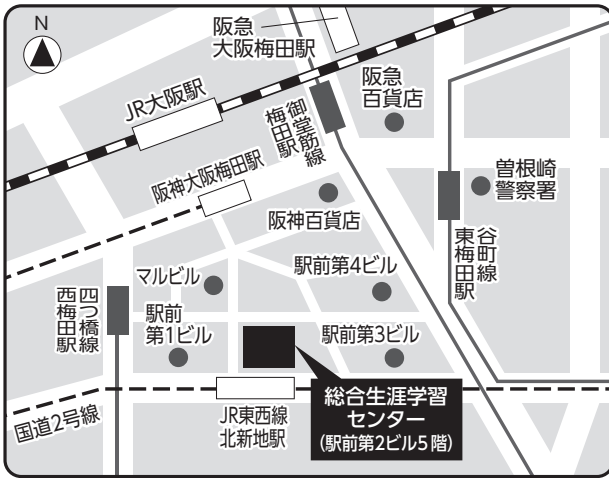 N
阪急
大阪梅田駅
JR大阪駅
阪急
百貨店
御堂筋線
梅田駅
阪神大阪梅田駅
曽根崎
警察署
阪神百貨店
谷町線
東梅田駅
マルビル
駅前第4ビル
四つ橋線
西梅田駅
駅前
第1ビル
駅前第3ビル
国道2号線
JR東西線
北新地駅
総合生涯学習
センター
(駅前第2ビル5階)